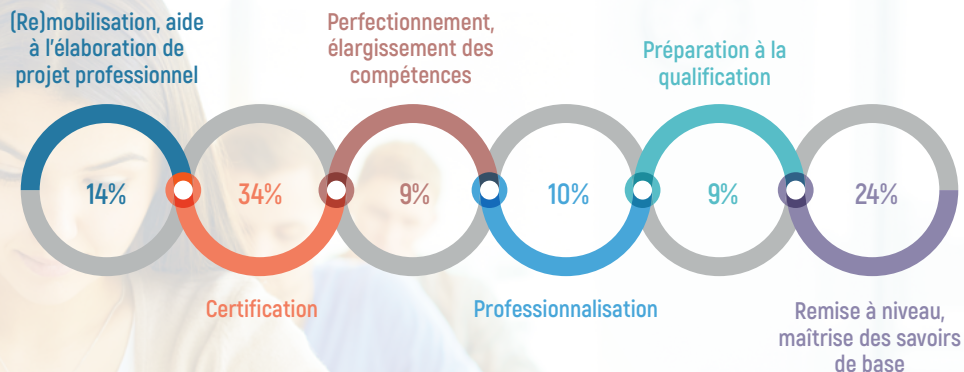 (Re)mobilisation, aide
à l'élaboration de
projet professionnel
Perfectionnement,
élargissement des
compétences
Préparation à la
qualification
14%
34%
9%
10%
9%
24%
Certification
Professionnalisation
Remise à niveau,
maîtrise des savoirs
de base